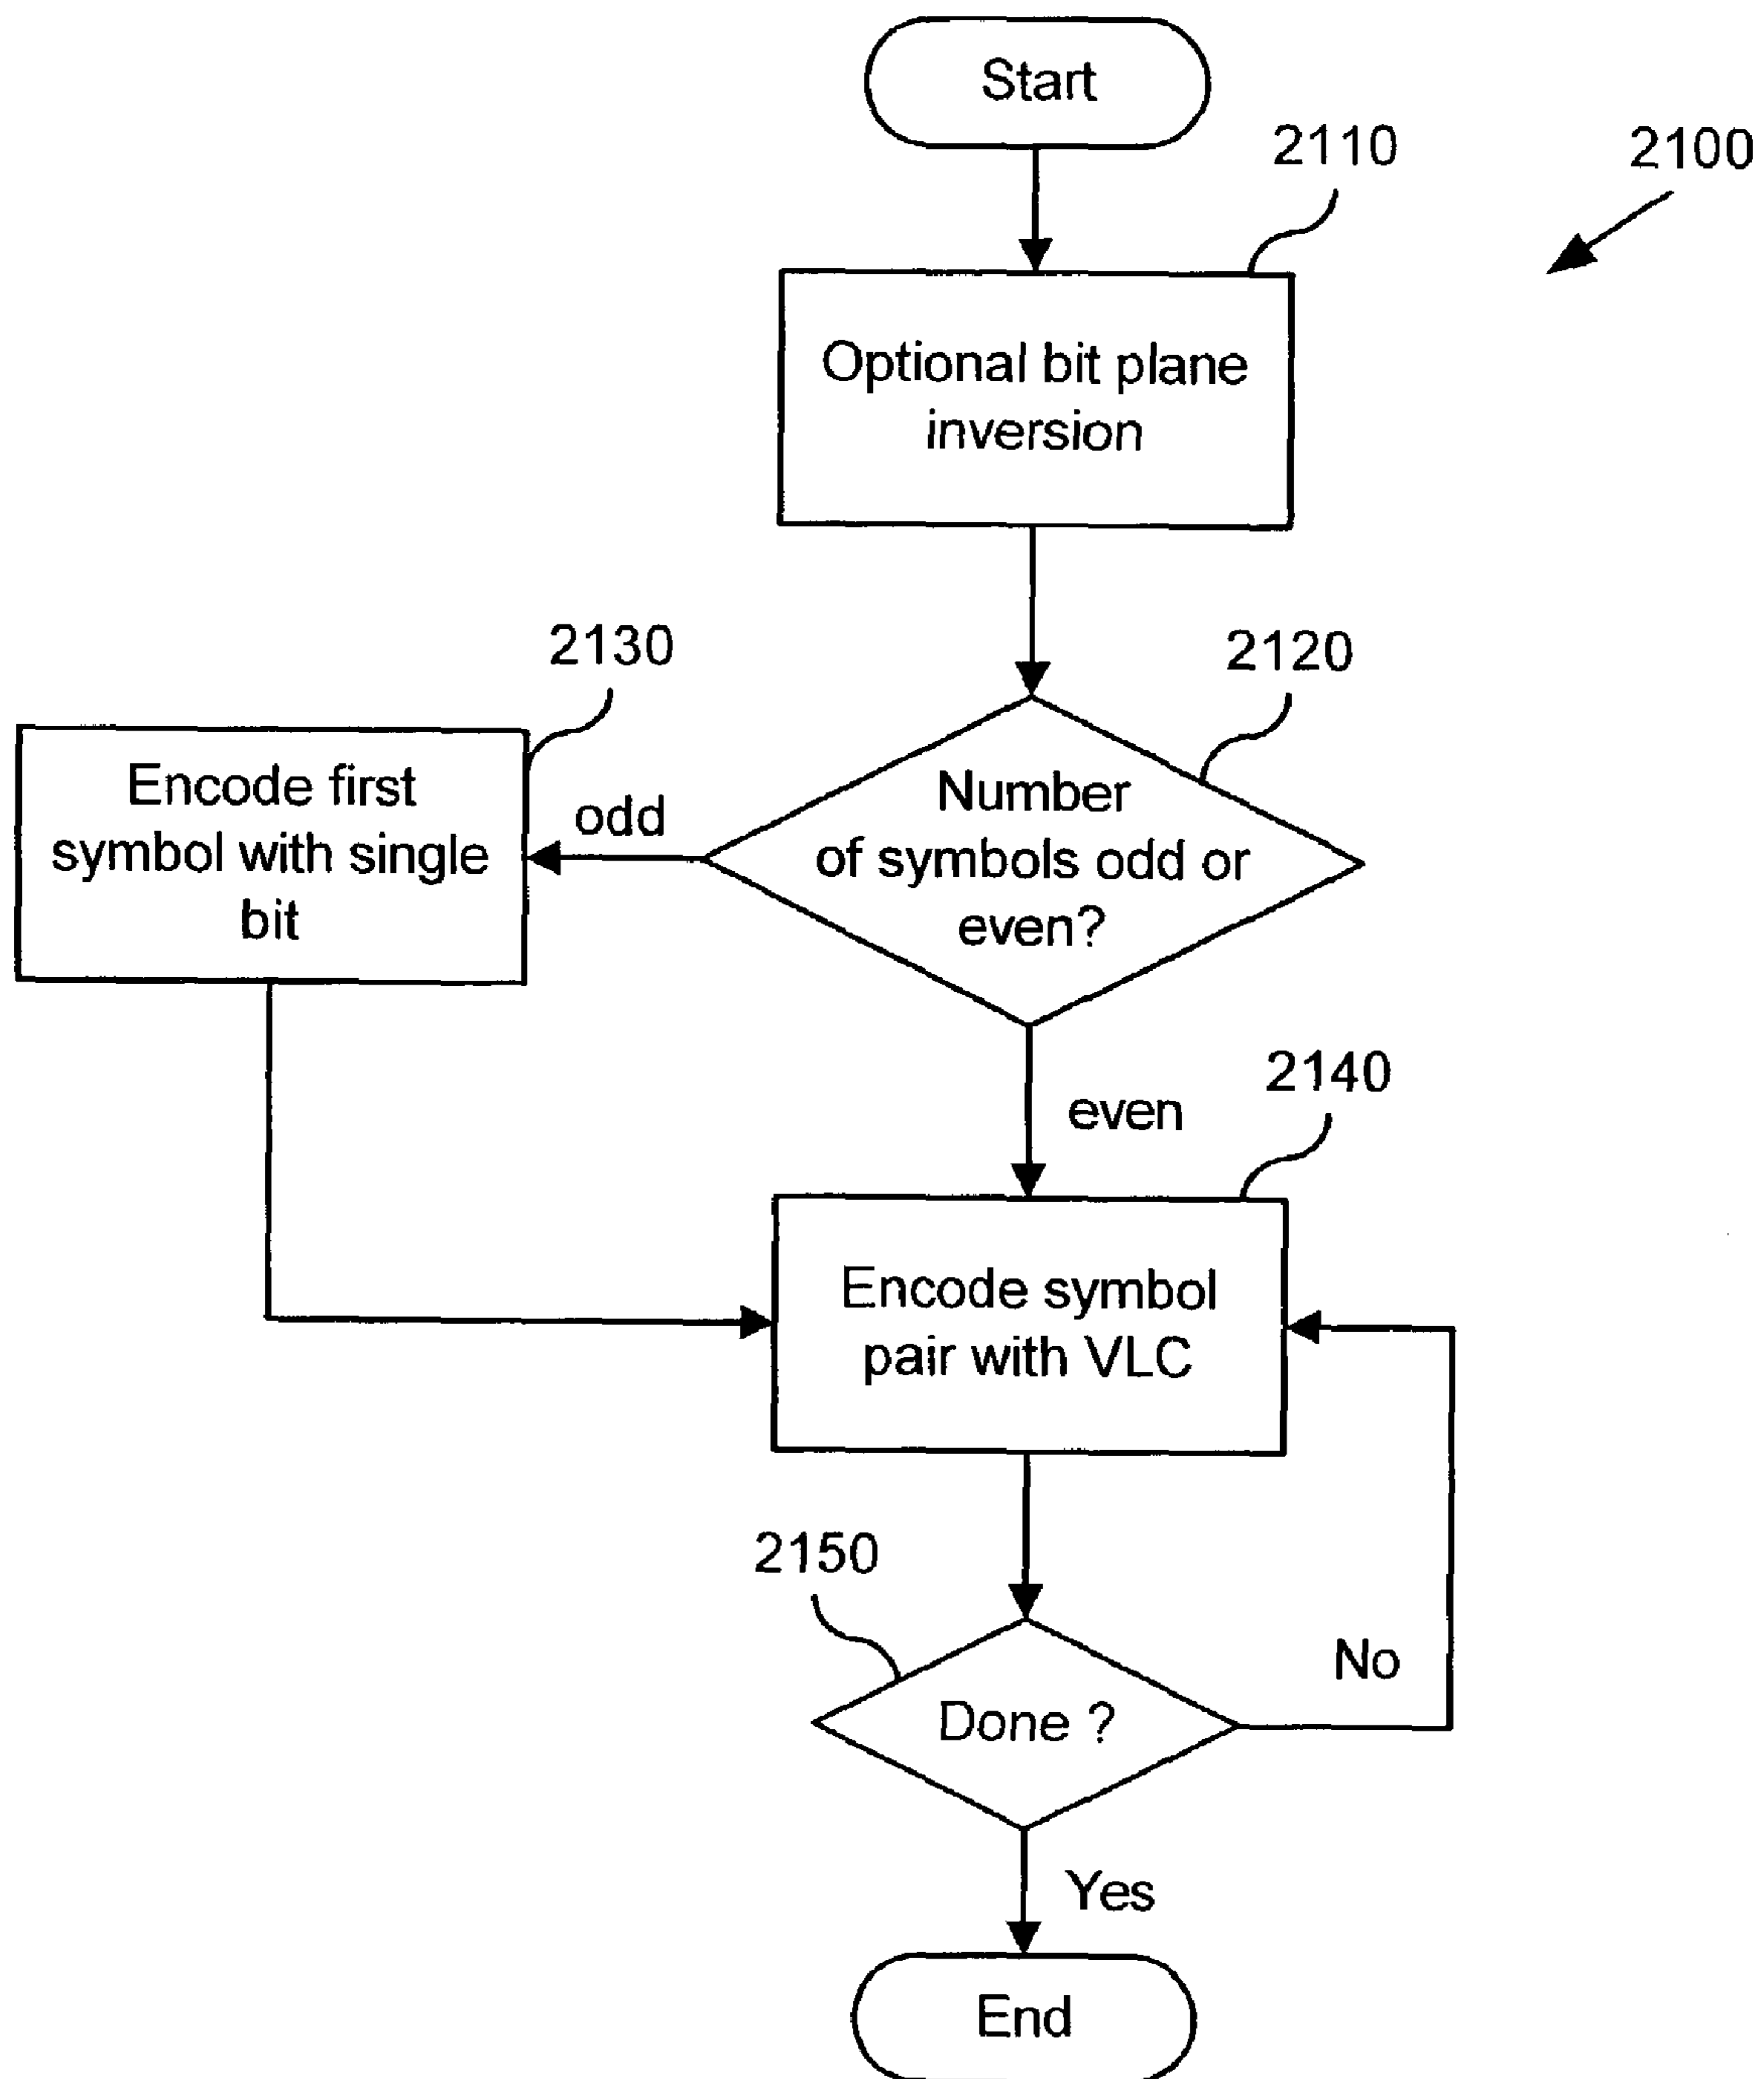 Start
2110
2100
Optional bit plane
inversion
2130
2120
Encode first
symbol with single
bit
odd
Number
of symbols odd or
even?
even
2140
Encode symbol
pair with VLC
2150
Done ?
No
Yes
End